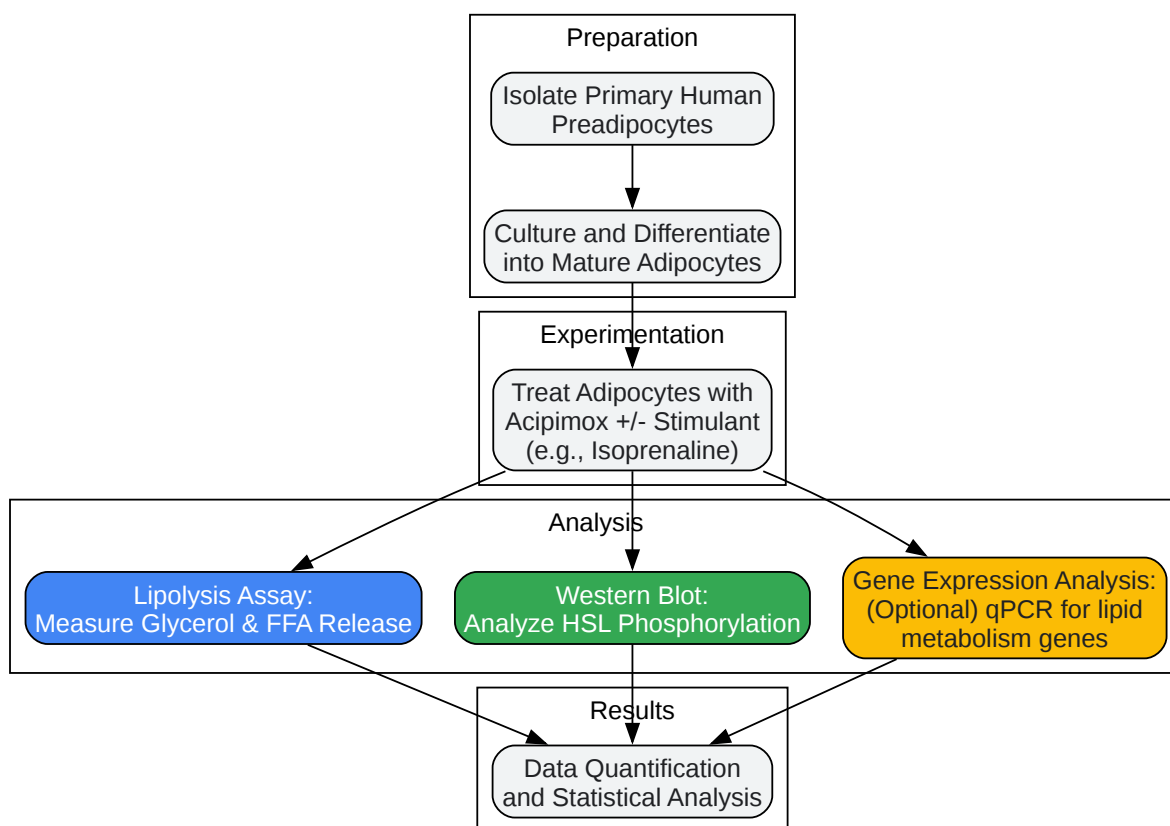 Preparation
Isolate Primary Human
Preadipocytes
Culture and Differentiate
into Mature Adipocytes
Experimentation
Treat Adipocytes with
Acipimox +/- Stimulant
(e.g., Isoprenaline)
Analysis
Lipolysis Assay:
Measure Glycerol & FFA Release
Western Blot:
Analyze HSL Phosphorylation
Gene Expression Analysis:
(Optional) qPCR for lipid
metabolism genes
Results
Data Quantification
and Statistical Analysis